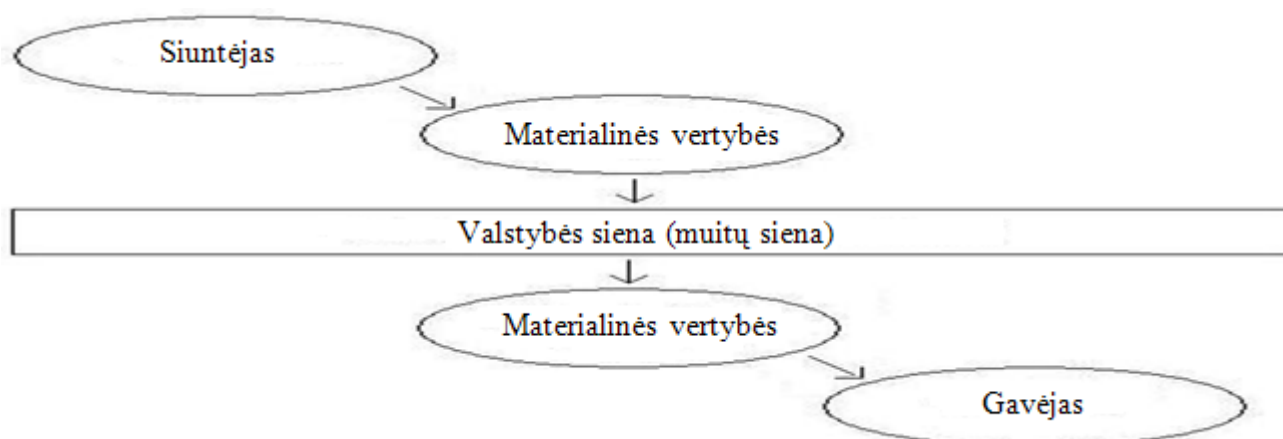 Siuntėjas
Materialinės vertybės
Valstybės siena (muitų siena)
Materialinės vertybės
Gavėjas